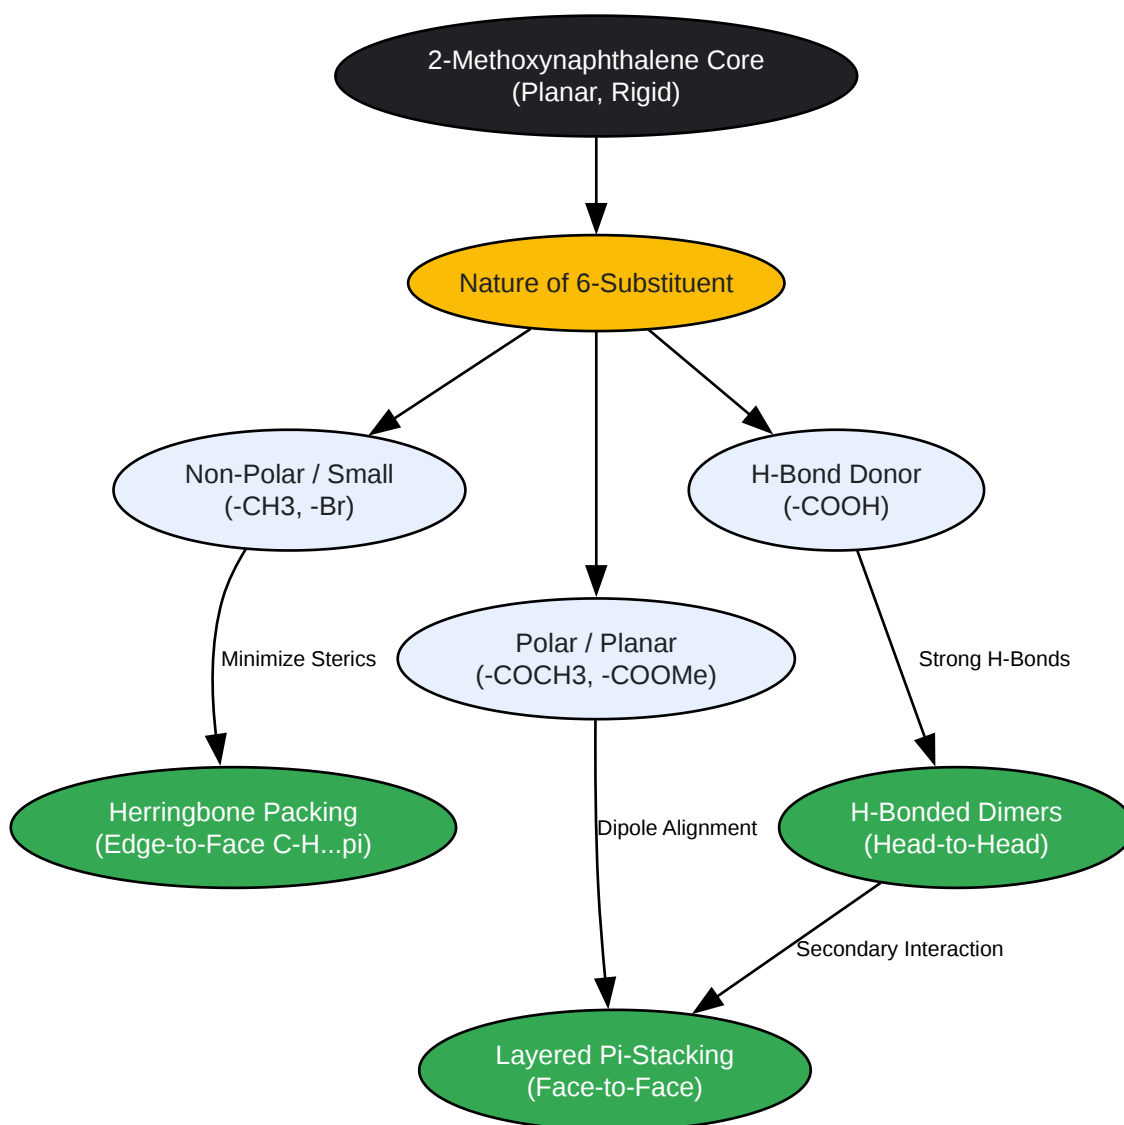 2-Methoxynaphthalene Core
(Planar, Rigid)
Nature of 6-Substituent
Non-Polar / Small
(-CH3, -Br)
H-Bond Donor
(-COOH)
Polar / Planar
(-COCH3, -COOMe)
Minimize Sterics
Strong H-Bonds
Herringbone Packing
(Edge-to-Face C-H...pi)
Dipole Alignment
H-Bonded Dimers
(Head-to-Head)
Secondary Interaction
Layered Pi-Stacking
(Face-to-Face)